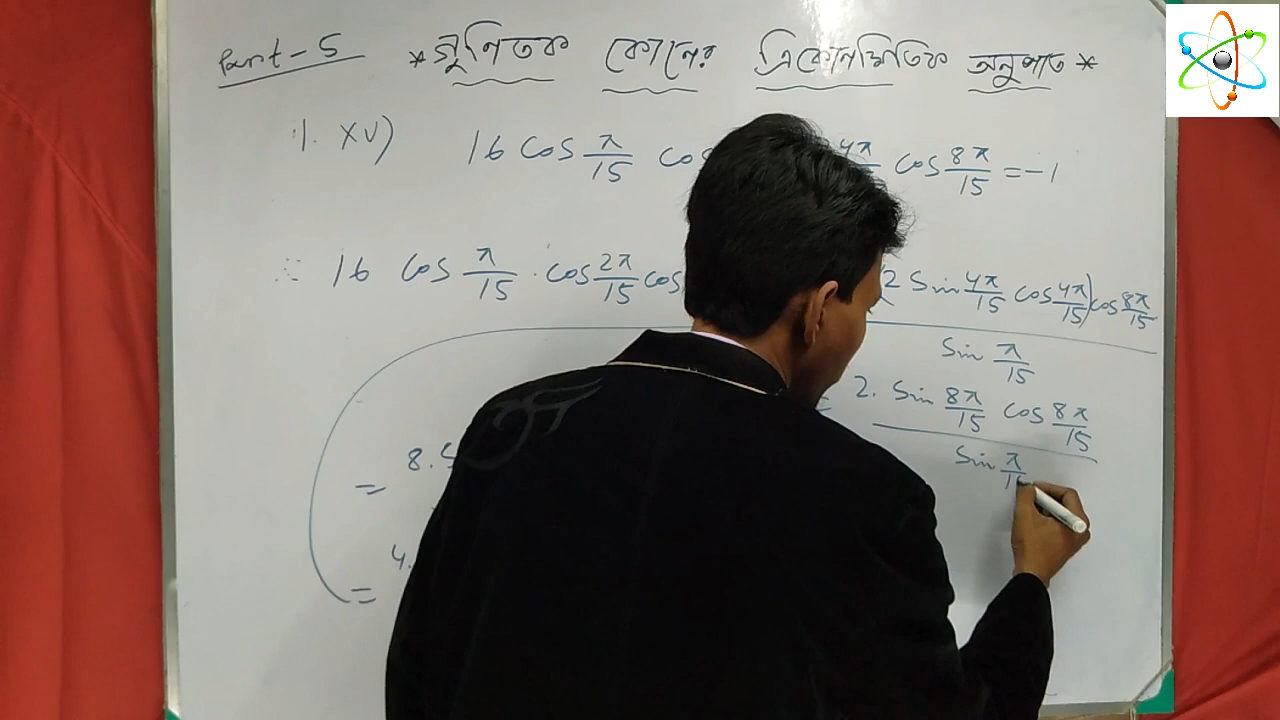 Part - 5 * গুণিতক কোনের ত্রিকোনমিতিক অনুপাত *
1. xv) 16 cos π/15 cos 4π/15 cos 8π/15 = -1
∴ 16 cos π/15 . cos 2π/15 cos (2 sin 4π/15 cos 4π/15) cos 8π/15
sin π/15
= 2. sin 8π/15 cos 8π/15
sin π/15
= 8. S
= 4.